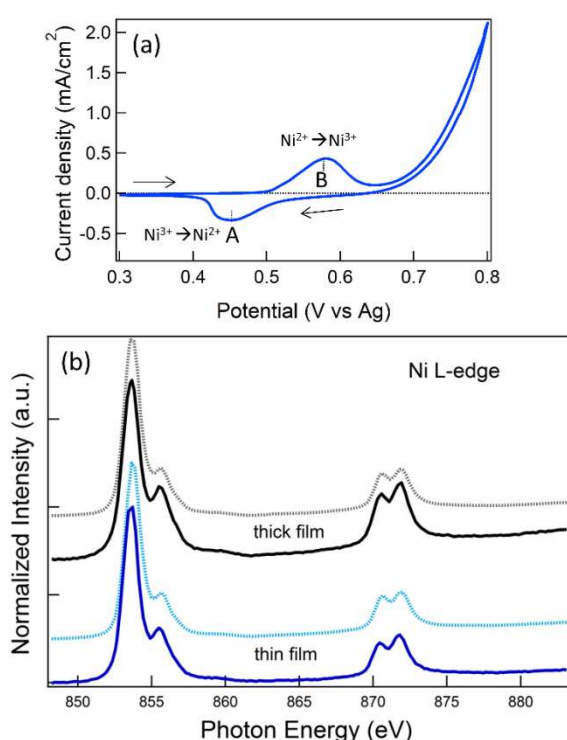 (a)
Current density (mA/cm²)
2.0
1.5
1.0
0.5
0.0
-0.5
Ni²⁺→Ni³⁺
B
Ni³⁺→Ni²⁺ A
0.3 0.4 0.5 0.6 0.7 0.8
Potential (V vs Ag)
(b)
Ni L-edge
Normalized Intensity (a.u.)
thick film
thin film
850 855 860 865 870 875 880
Photon Energy (eV)